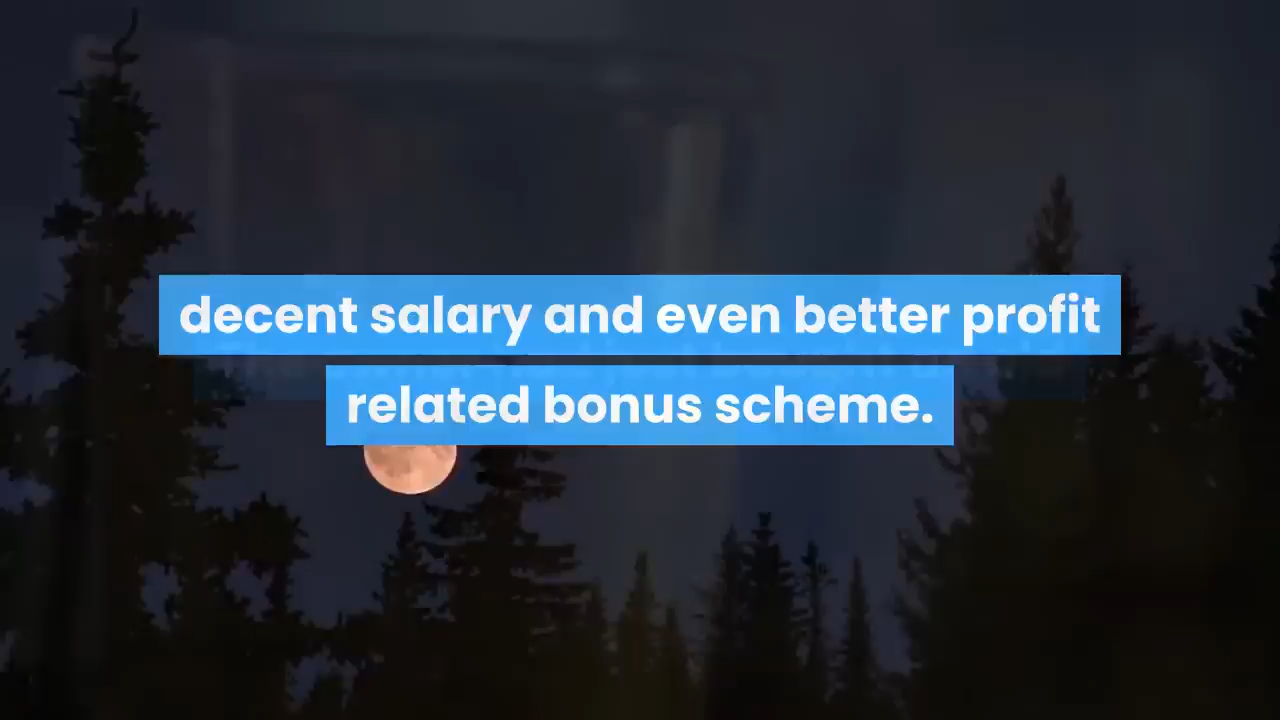 decent salary and even better profit
related bonus scheme.